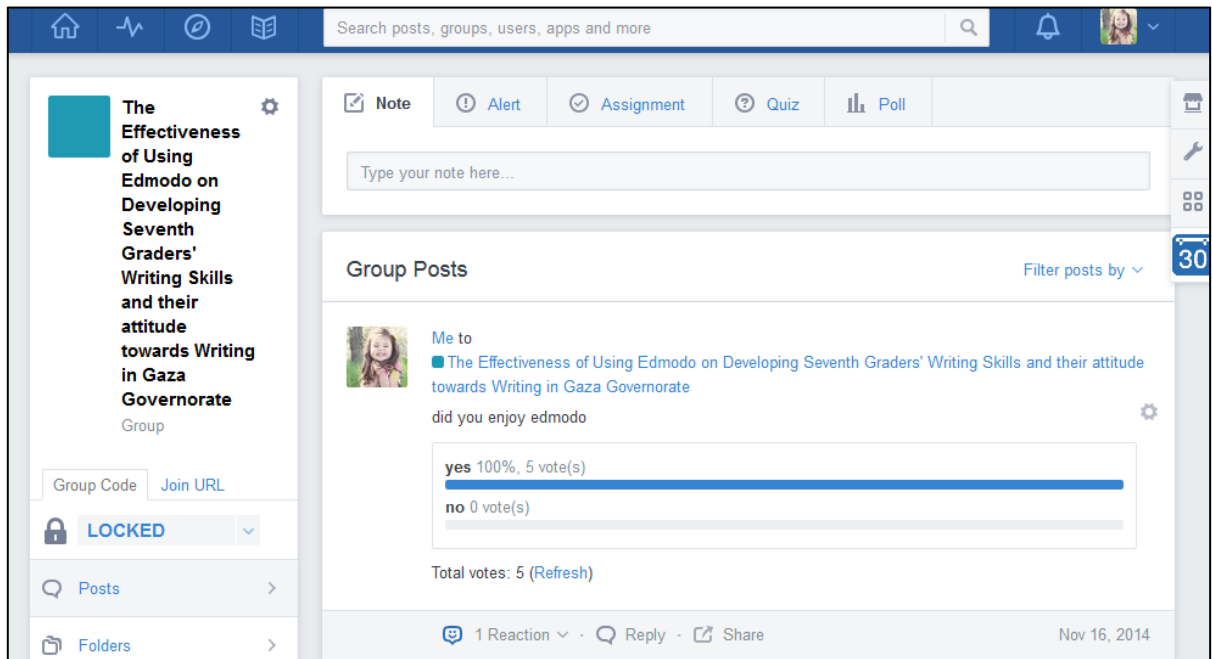 Search posts, groups, users, apps and more
The
Effectiveness
of Using
Edmodo on
Developing
Seventh
Graders'
Writing Skills
and their
attitude
towards Writing
in Gaza
Governorate
Group
Group Code Join URL
LOCKED
Posts
Folders
Note Alert Assignment Quiz Poll
Type your note here...
30
Group Posts Filter posts by
Me to
The Effectiveness of Using Edmodo on Developing Seventh Graders' Writing Skills and their attitude
towards Writing in Gaza Governorate
did you enjoy edmodo
yes 100%, 5 vote(s)
no 0 vote(s)
Total votes: 5 (Refresh)
1 Reaction · Reply · Share Nov 16, 2014